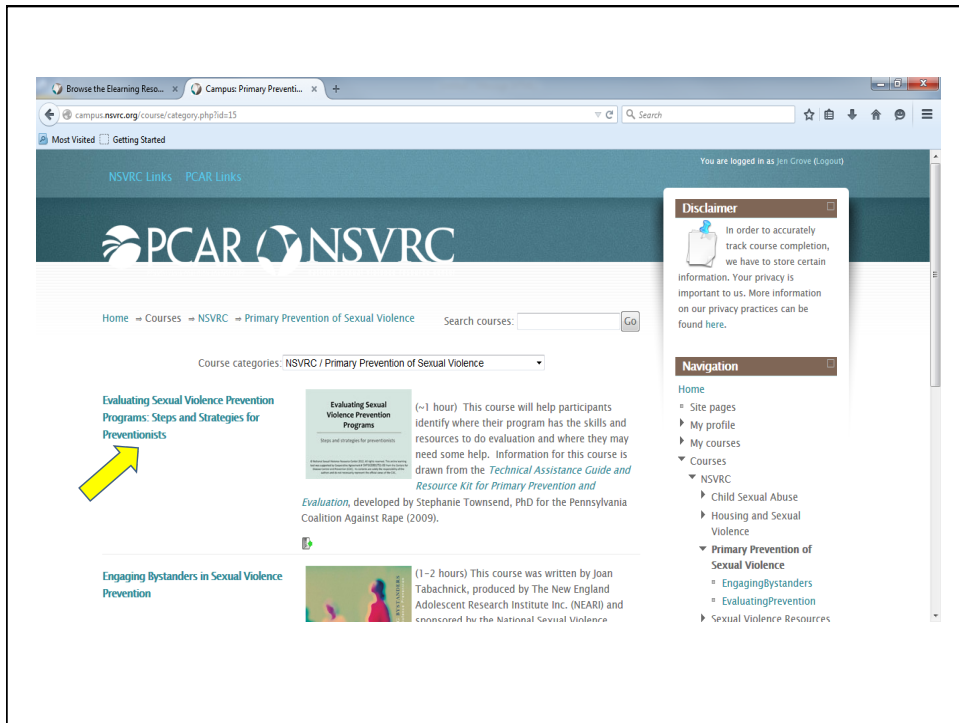 Browse the Elearning Reso...
Campus: Primary Preventi...
campus.nsvrc.org/course/category.php?id=15
Search
Most Visited
Getting Started
You are logged in as Jen Grove (Logout)
NSVRC Links
PCAR Links
PCAR NSVRC
Home ⇒ Courses ⇒ NSVRC ⇒ Primary Prevention of Sexual Violence
Search courses:
Go
Course categories: NSVRC / Primary Prevention of Sexual Violence
Evaluating Sexual Violence Prevention
Programs: Steps and Strategies for
Preventionists
Evaluating Sexual
Violence Prevention
Programs
Steps and strategies for preventionists
(~1 hour) This course will help participants
identify where their program has the skills and
resources to do evaluation and where they may
need some help. Information for this course is
drawn from the Technical Assistance Guide and
Resource Kit for Primary Prevention and
Evaluation, developed by Stephanie Townsend, PhD for the Pennsylvania
Coalition Against Rape (2009).
Engaging Bystanders in Sexual Violence
Prevention
BYSTANDERS
(1-2 hours) This course was written by Joan
Tabachnick, produced by The New England
Adolescent Research Institute Inc. (NEARI) and
sponsored by the National Sexual Violence
Disclaimer
In order to accurately
track course completion,
we have to store certain
information. Your privacy is
important to us. More information
on our privacy practices can be
found here.
Navigation
Home
Site pages
My profile
My courses
Courses
NSVRC
Child Sexual Abuse
Housing and Sexual
Violence
Primary Prevention of
Sexual Violence
EngagingBystanders
EvaluatingPrevention
Sexual Violence Resources